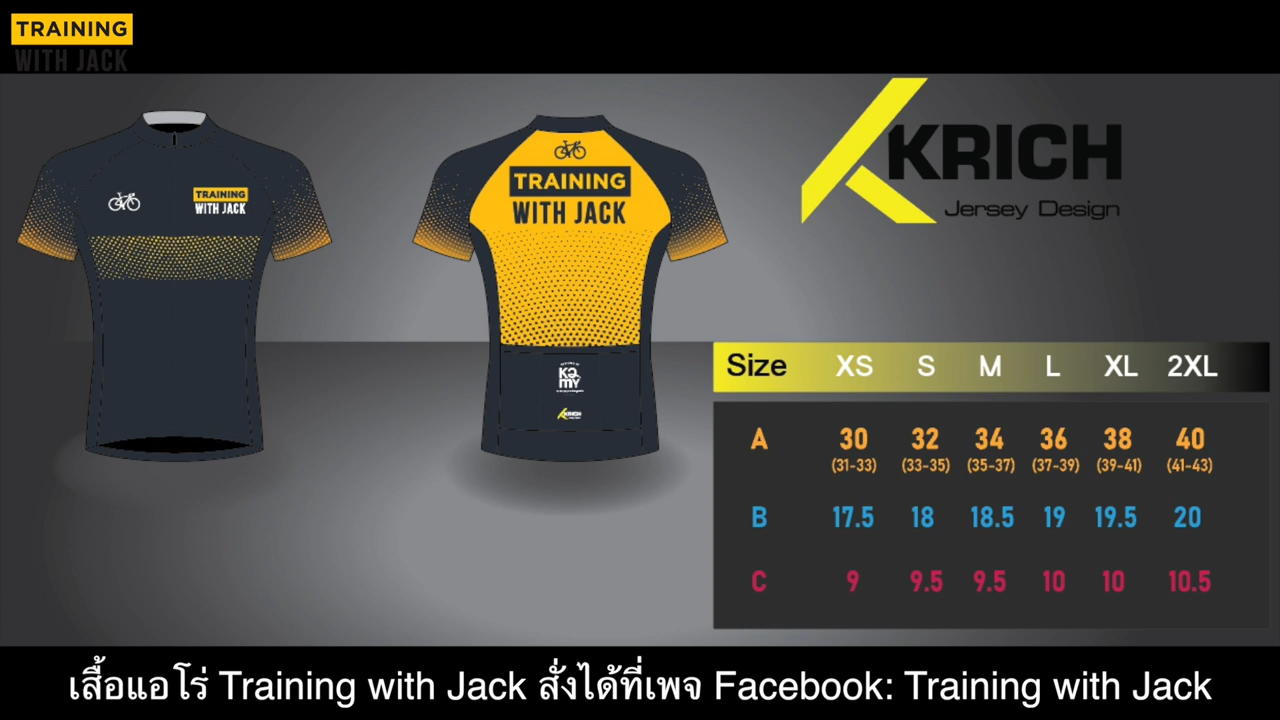 TRAINING
WITH JACK
TRAINING
WITH JACK
TRAINING
WITH JACK
KRICH
Jersey Design
KOMY
KRICH
Size XS S M L XL 2XL
A 30 32 34 36 38 40
(31-33) (33-35) (35-37) (37-39) (39-41) (41-43)
B 17.5 18 18.5 19 19.5 20
C 9 9.5 9.5 10 10 10.5
เสื้อแอโร่ Training with Jack สั่งได้ที่เพจ Facebook: Training with Jack